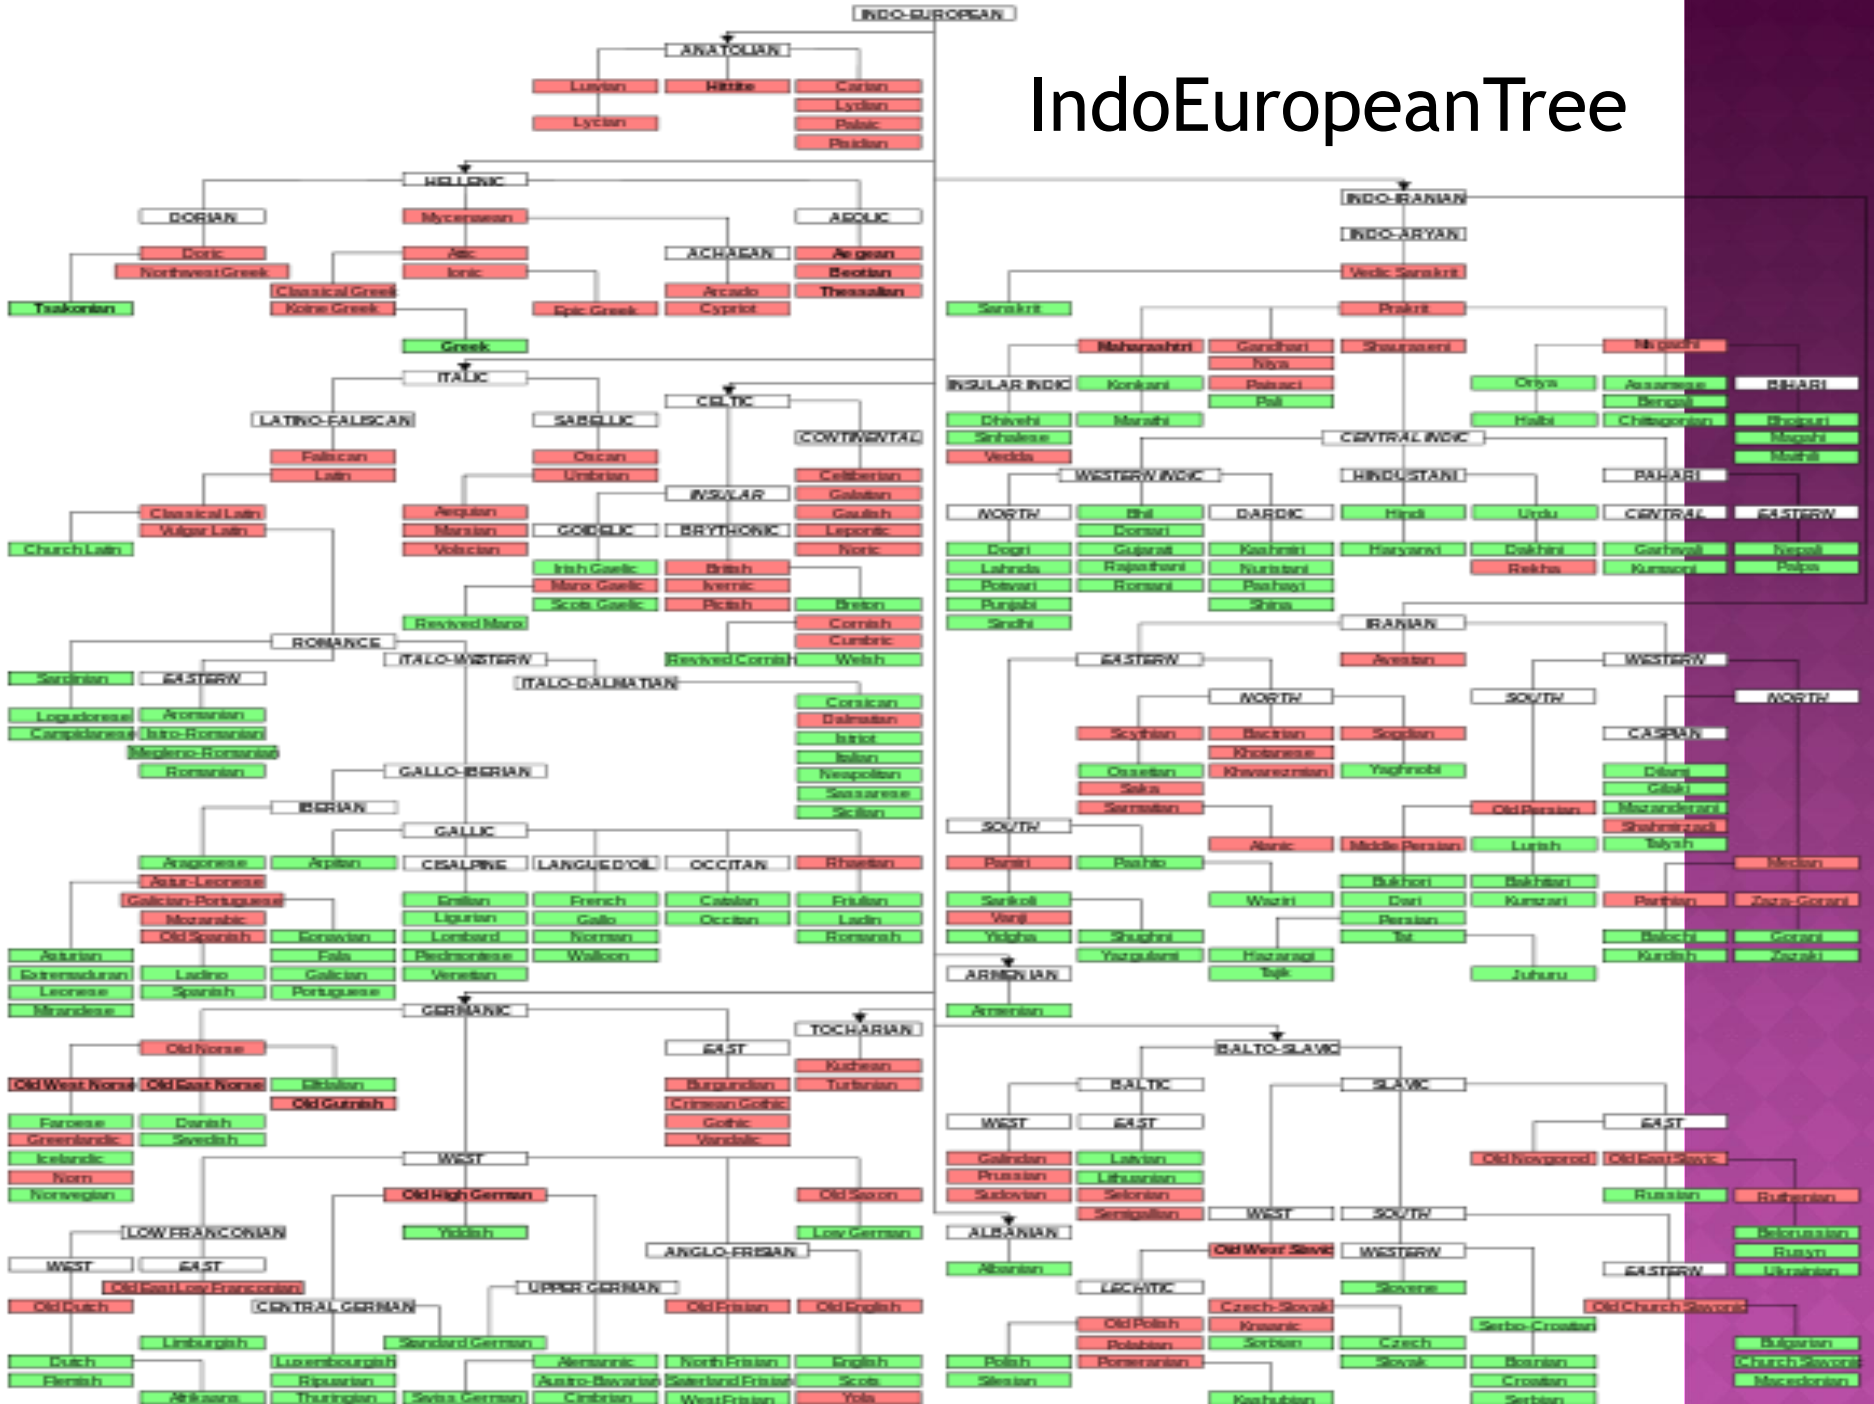 INDO-EUROPEAN
IndoEuropeanTree
ANATOLIAN
Luwian
Hittite
Carian
Lydian
Lycian
Palaic
Pisidian
HELLENIC
DORIAN
Mycenaean
AEOLIC
Doric
Attic
ACHAEAN
Aegean
Northwest Greek
Ionic
Beotian
Classical Greek
Arcado
Thessalian
Tsakonian
Koine Greek
Epic Greek
Cypriot
Greek
ITALIC
CELTIC
LATINO-FALISCAN
SABELLIC
CONTINENTAL
Faliscan
Oscan
Latin
Umbrian
Celtiberian
INSULAR
Galatian
Classical Latin
Aequian
Gaulish
Vulgar Latin
Marsian
GOIDELIC
BRYTHONIC
Lepontic
Church Latin
Volscian
Noric
Irish Gaelic
British
Manx Gaelic
Ivernic
Scots Gaelic
Pictish
Breton
Revived Manx
Cornish
Cumbric
ROMANCE
ITALO-WESTERN
Revived Cornish
Welsh
Sardinian
EASTERN
ITALO-DALMATIAN
Corsican
Logudorese
Aromanian
Dalmatian
Campidanese
Istro-Romanian
Istriot
Megleno-Romanian
Italian
Romanian
GALLO-IBERIAN
Neapolitan
Sassarese
IBERIAN
Sicilian
GALLIC
Aragonese
Arpitan
CISALPINE
LANGUE D'OÏL
OCCITAN
Rhaetian
Astur-Leonese
Galician-Portuguese
Emilian
French
Catalan
Friulian
Mozarabic
Ligurian
Gallo
Occitan
Ladin
Old Spanish
Eonavian
Lombard
Norman
Romansh
Asturian
Fala
Piedmontese
Walloon
Extremaduran
Ladino
Galician
Venetian
Leonese
Spanish
Portuguese
Mirandese
GERMANIC
TOCHARIAN
Old Norse
EAST
Kuchean
Old West Norse
Old East Norse
Elfdalian
Burgundian
Turfanian
Old Gutnish
Crimean Gothic
Faroese
Danish
Gothic
Greenlandic
Swedish
Vandalic
Icelandic
WEST
Norn
Norwegian
Old High German
Old Saxon
LOW FRANCONIAN
Yiddish
Low German
ANGLO-FRISIAN
WEST
EAST
Old East Low Franconian
UPPER GERMAN
Old Dutch
CENTRAL GERMAN
Old Frisian
Old English
Limburgish
Standard German
Dutch
Luxembourgish
Alemannic
North Frisian
English
Flemish
Ripuarian
Austro-Bavarian
Saterland Frisian
Scots
Afrikaans
Thuringian
Swiss German
Cimbrian
West Frisian
Yola
INDO-IRANIAN
INDO-ARYAN
Vedic Sanskrit
Sanskrit
Prakrit
Maharashtri
Gandhari
Shauraseni
Magadhi
Niya
INSULAR INDIC
Konkani
Paisaci
Oriya
Assamese
BIHARI
Pali
Bengali
Dhivehi
Marathi
Halbi
Chittagonian
Bhojpuri
Sinhalese
CENTRAL INDIC
Magahi
Vedda
Maithili
WESTERN INDIC
HINDUSTANI
PAHARI
NORTH
Bhil
DARDIC
Hindi
Urdu
CENTRAL
EASTERN
Domari
Dogri
Gujarati
Kashmiri
Haryanvi
Dakhini
Garhwali
Nepali
Lahnda
Rajasthani
Nuristani
Rekhta
Kumaoni
Palpa
Potwari
Romani
Pashayi
Punjabi
Shina
Sindhi
IRANIAN
EASTERN
Avestan
WESTERN
NORTH
SOUTH
NORTH
Scythian
Bactrian
Sogdian
CASPIAN
Khotanese
Ossetian
Khwarezmian
Yaghnobi
Dilami
Saka
Gilaki
Sarmatian
Old Persian
Mazanderani
SOUTH
Shahmirzadi
Alanic
Middle Persian
Lurish
Talysh
Pamiri
Pashto
Median
Bukhori
Bakhtiari
Sarikoli
Waziri
Dari
Kumzari
Parthian
Zaza-Gorani
Vanji
Persian
Yidgha
Shughni
Tat
Balochi
Gorani
Yazgulami
Hazaragi
Kurdish
Zazaki
ARMENIAN
Tajik
Juhuru
Armenian
BALTO-SLAVIC
BALTIC
SLAVIC
WEST
EAST
EAST
Galindan
Latvian
Old Novgorod
Old East Slavic
Prussian
Lithuanian
Sudovian
Selonian
Russian
Ruthenian
Semigallian
WEST
SOUTH
ALBANIAN
Belorussian
Old West Slavic
WESTERN
Rusyn
Albanian
EASTERN
Ukrainian
LECHITIC
Slovene
Czech-Slovak
Old Church Slavonic
Old Polish
Knaanic
Serbo-Croatian
Polabian
Sorbian
Czech
Bulgarian
Polish
Pomeranian
Slovak
Bosnian
Church Slavonic
Silesian
Croatian
Macedonian
Kashubian
Serbian